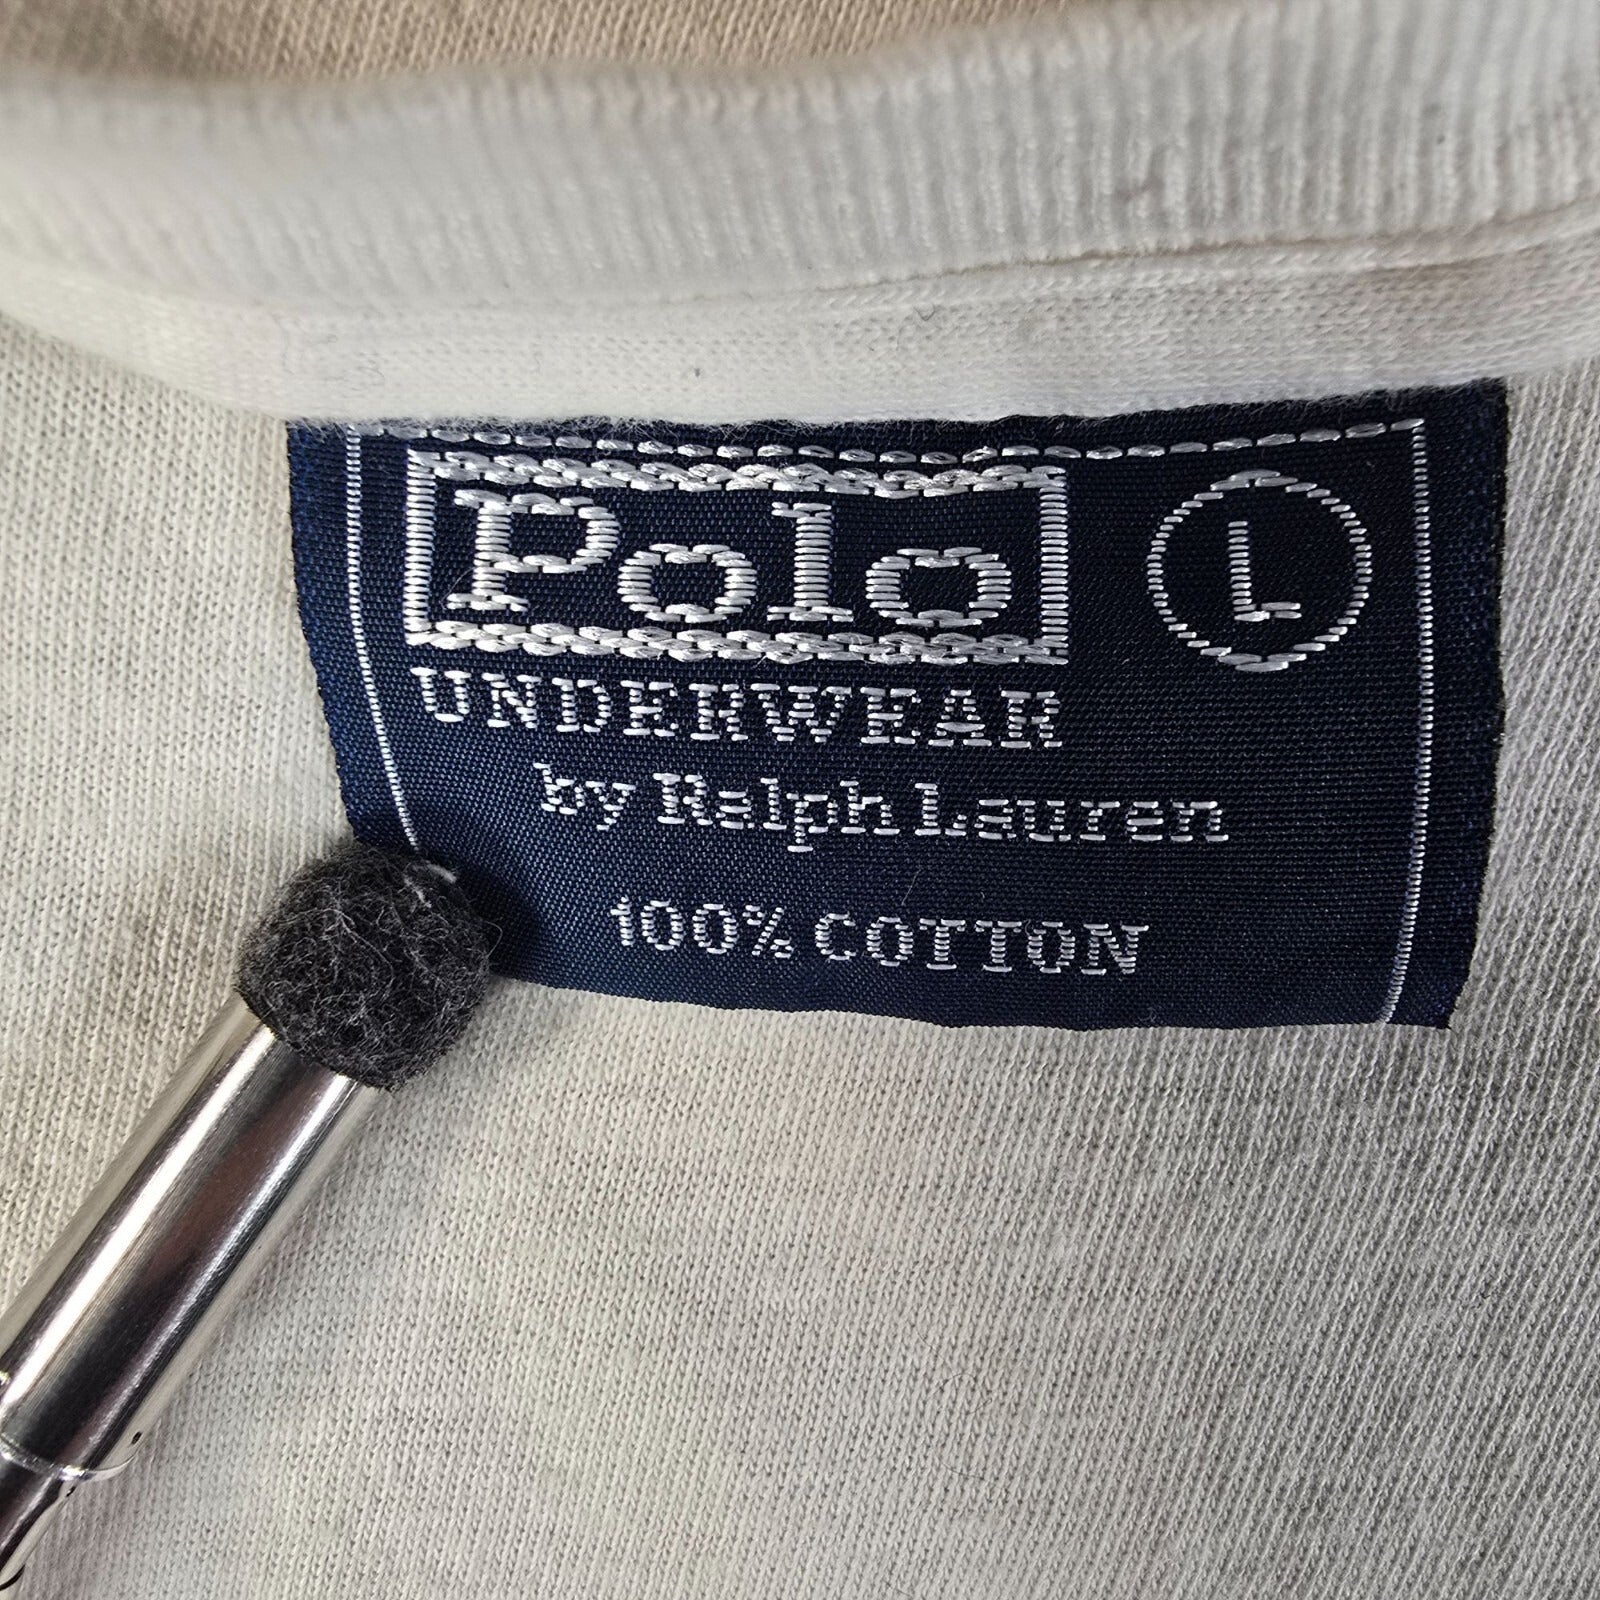 Polo L
UNDERWEAR
by Ralph Lauren
100% COTTON